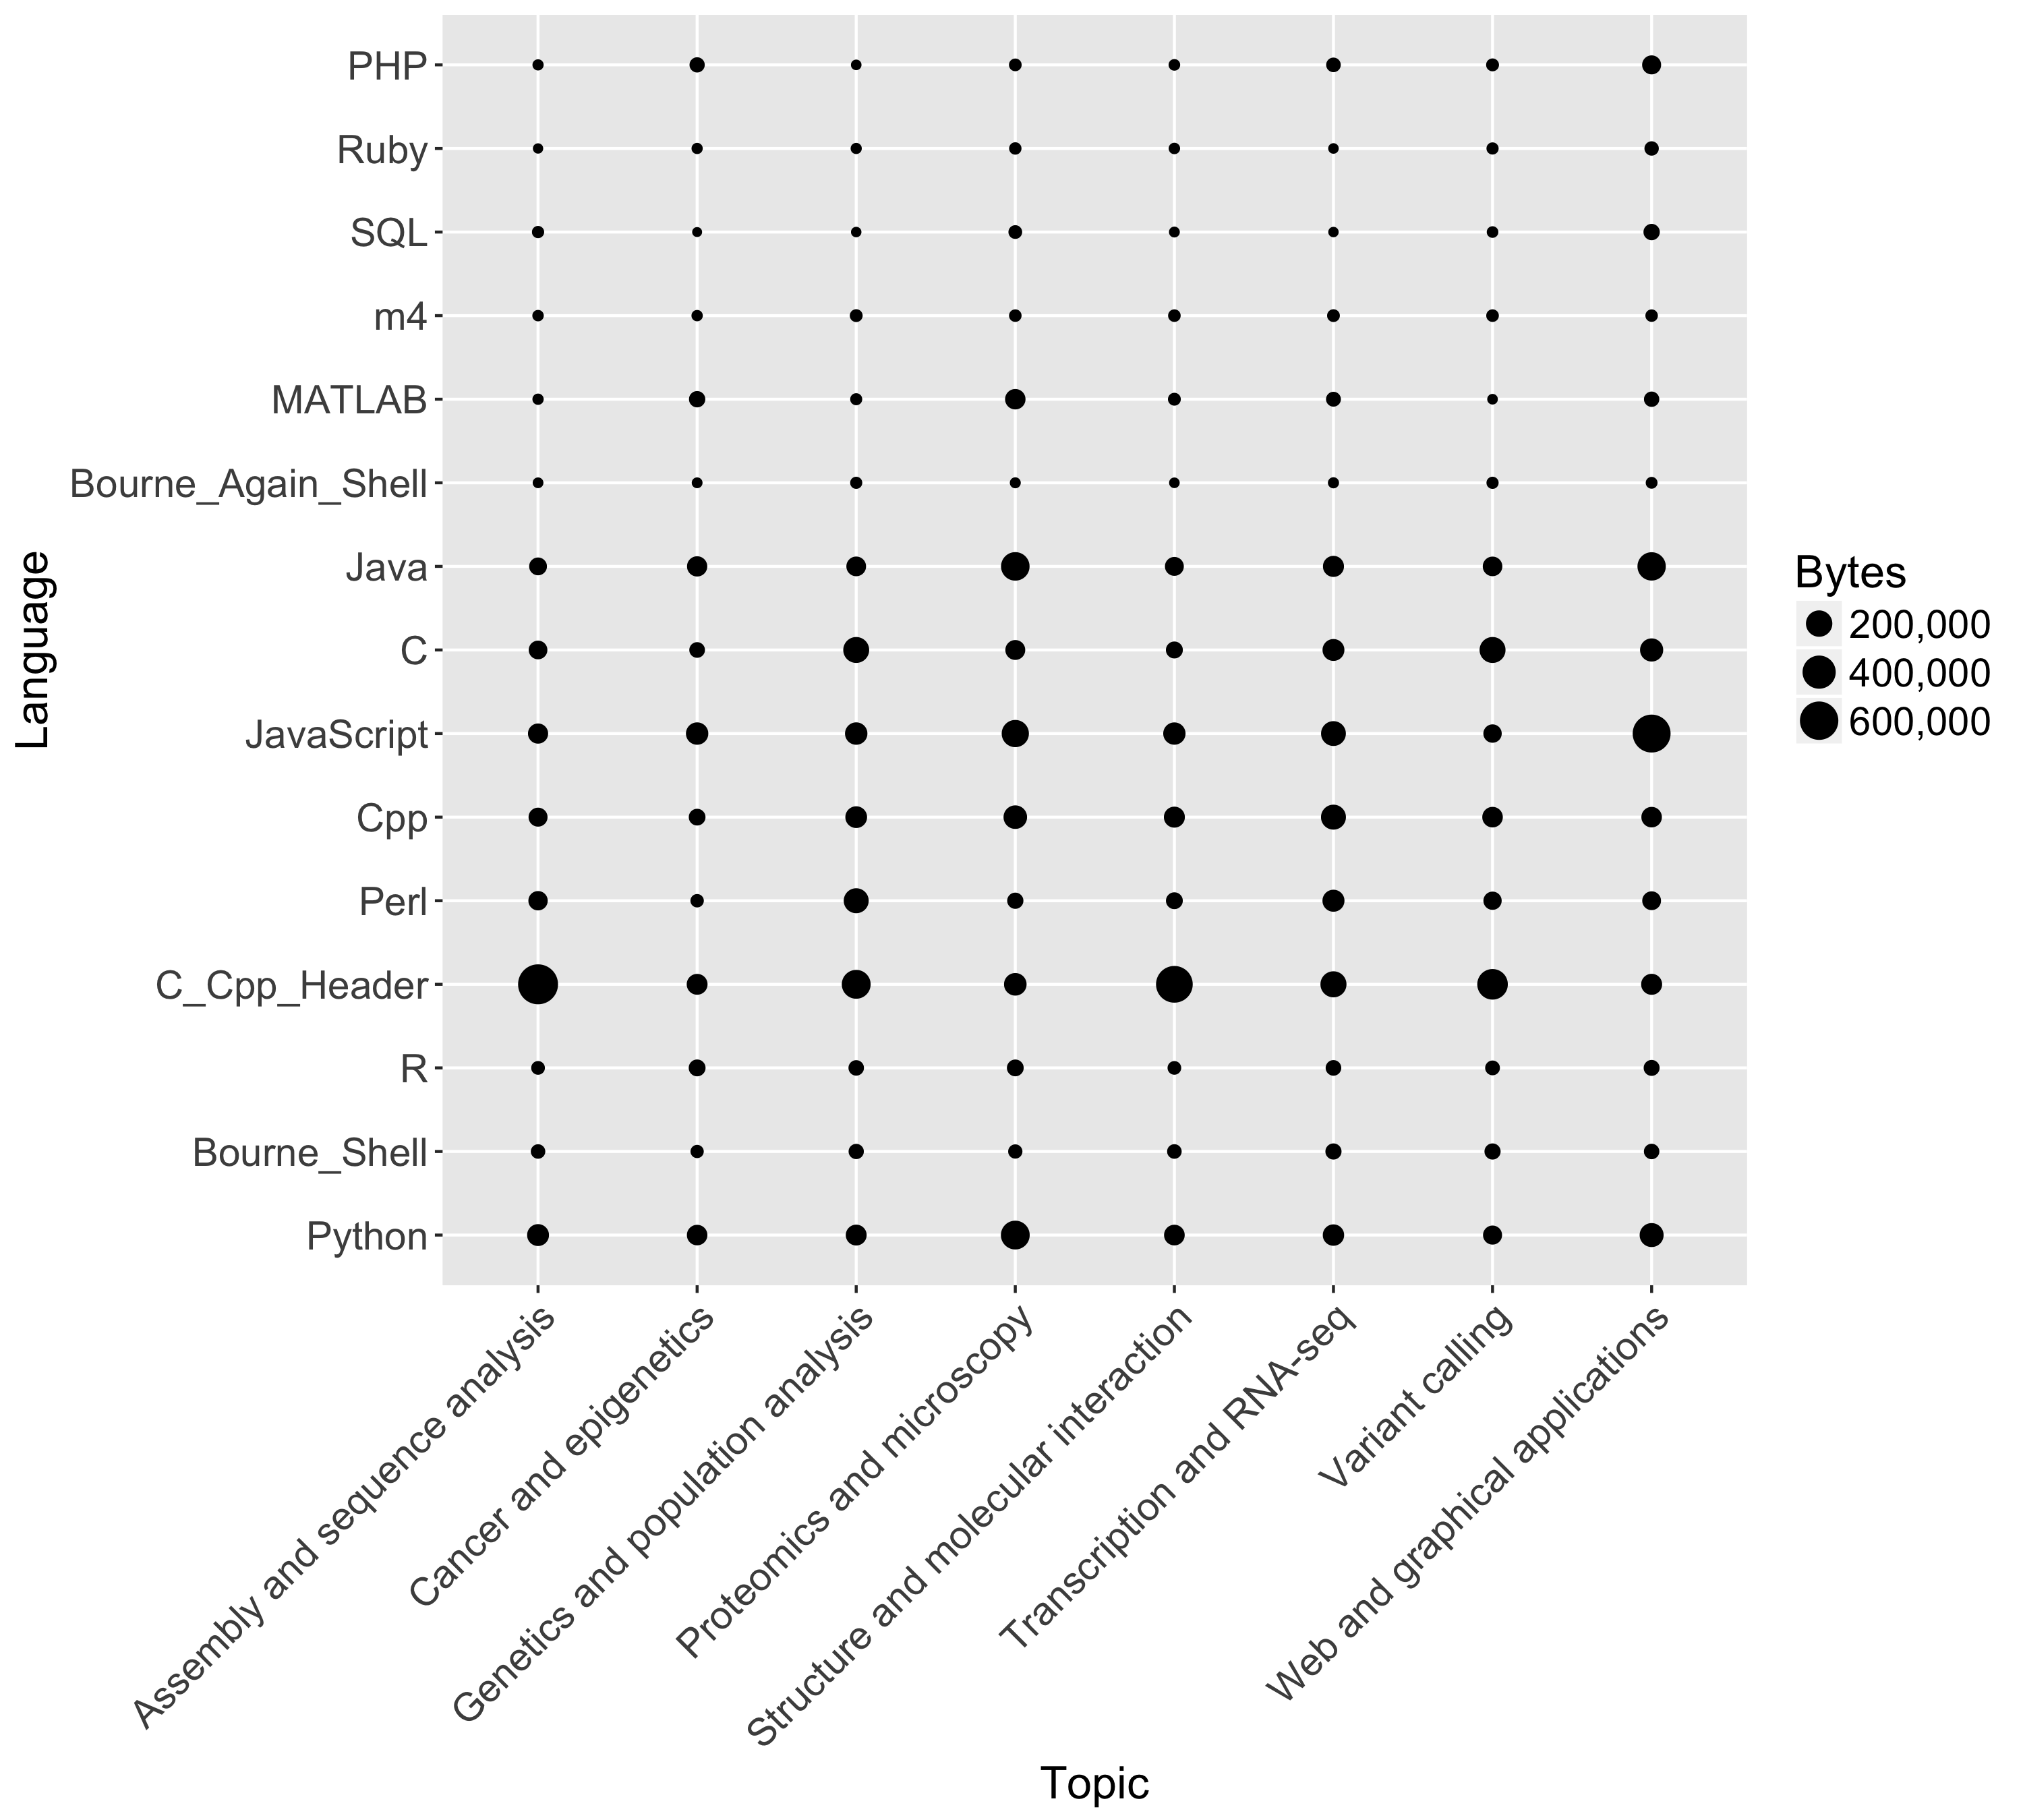 PHP
Ruby
SQL
m4
MATLAB
Bourne_Again_Shell
Java
C
JavaScript
Cpp
Perl
C_Cpp_Header
R
Bourne_Shell
Python
Language
Assembly and sequence analysis
Cancer and epigenetics
Genetics and population analysis
Proteomics and microscopy
Structure and molecular interaction
Transcription and RNA-seq
Variant calling
Web and graphical applications
Topic
Bytes
200,000
400,000
600,000